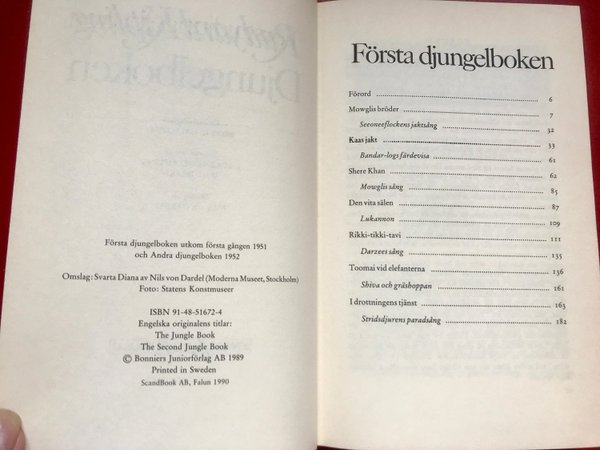 Första djungelboken utkom första gången 1951
och Andra djungelboken 1952
Omslag: Svarta Diana av Nils von Dardel (Moderna Museet, Stockholm)
Foto: Statens Konstmuseer
ISBN 91-48-51672-4
Engelska originalens titlar:
The Jungle Book
The Second Jungle Book
© Bonniers Juniorförlag AB 1989
Printed in Sweden
ScandBook AB, Falun 1990
Första djungelboken
Förord 6
Mowglis bröder 7
Seeoneeflockens jaktsång 32
Kaas jakt 33
Bandar-logs färdevisa 61
Shere Khan 62
Mowglis sång 85
Den vita sälen 87
Lukannon 109
Rikki-tikki-tavi 111
Darzees sång 135
Toomai vid elefanterna 136
Shiva och gräshoppan 161
I drottningens tjänst 163
Stridsdjurens paradsång 182